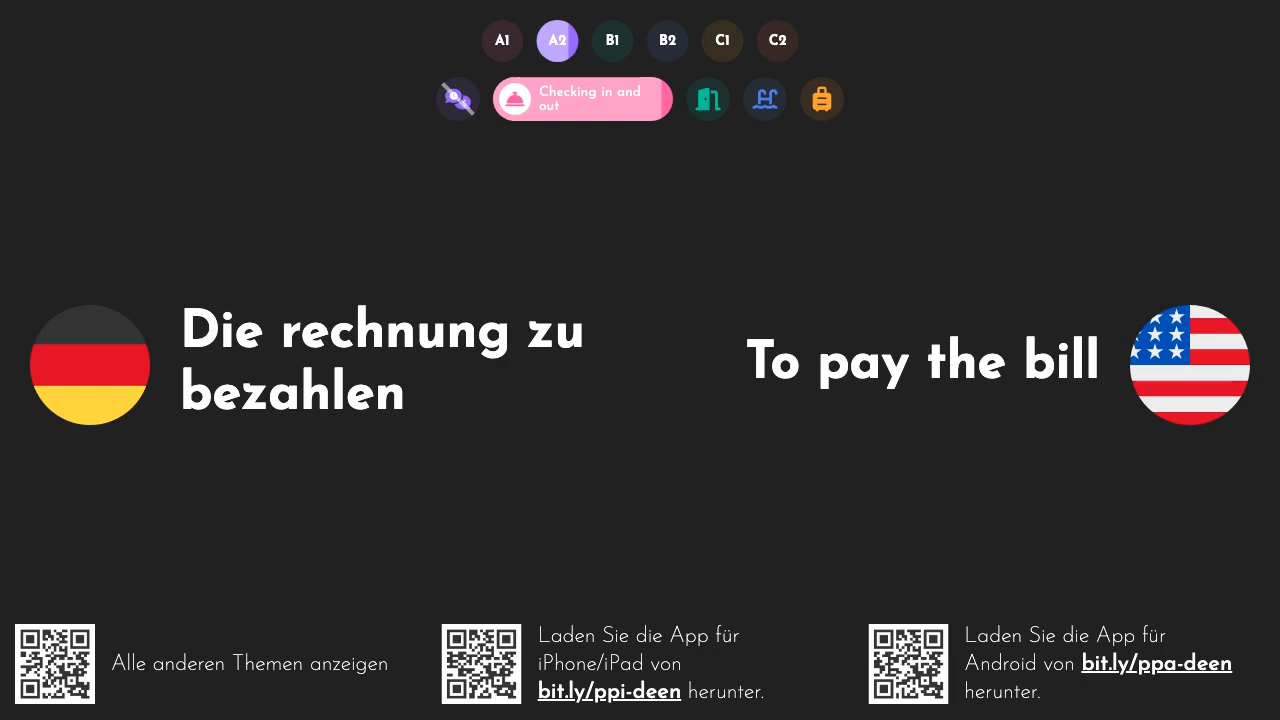 A1 A2 B1 B2 C1 C2
Checking in and
out
Die rechnung zu
bezahlen
To pay the bill
Alle anderen Themen anzeigen
Laden Sie die App für
iPhone/iPad von
bit.ly/ppi-deen herunter.
Laden Sie die App für
Android von bit.ly/ppa-deen
herunter.